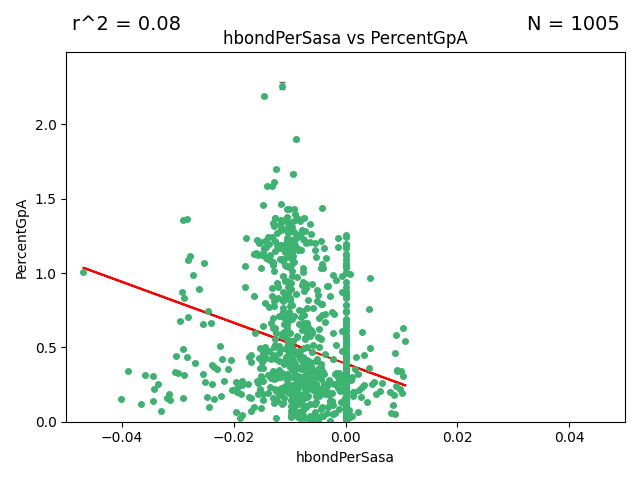 r^2 = 0.08
N = 1005
hbondPerSasa vs PercentGpA
PercentGpA
2.0
1.5
1.0
0.5
0.0
−0.04
−0.02
0.00
0.02
0.04
hbondPerSasa